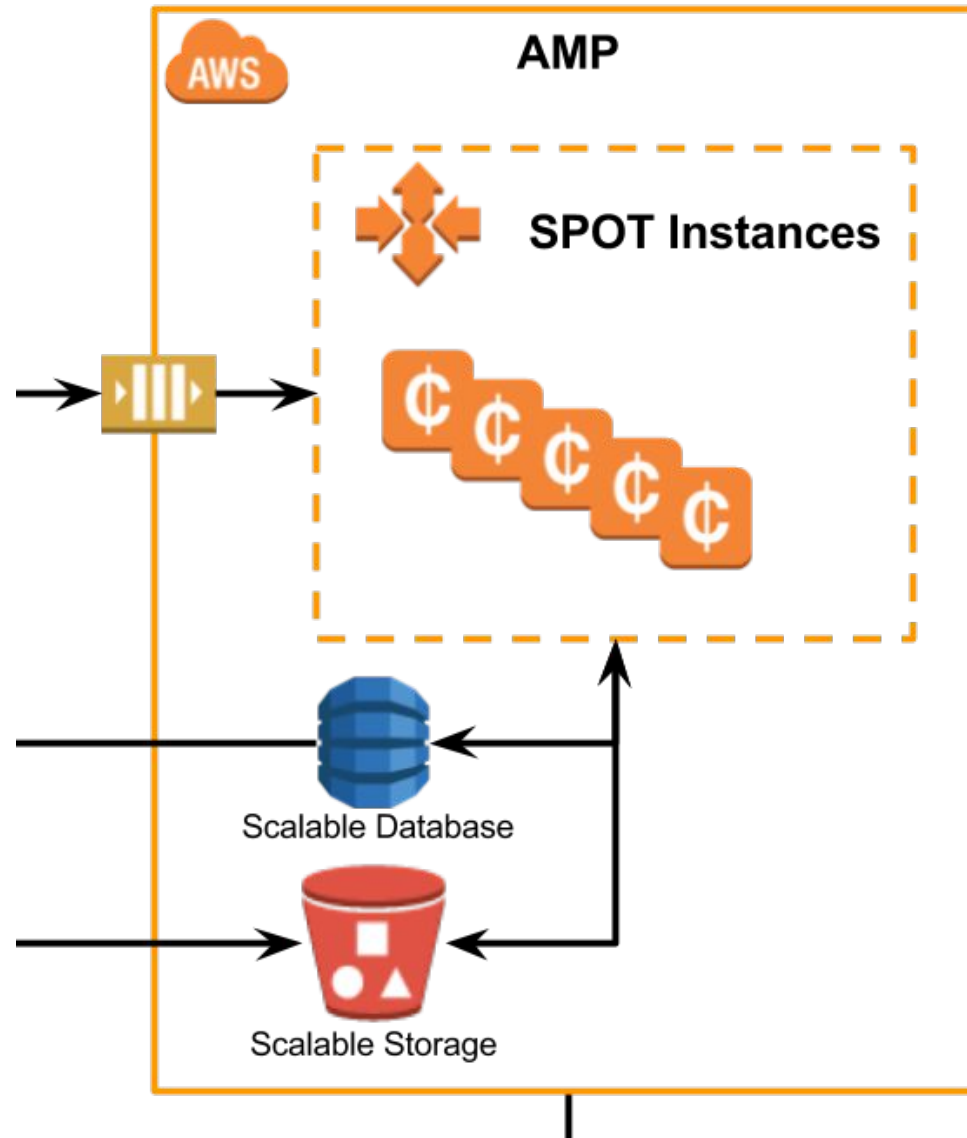 AWS
AMP
SPOT Instances
₵
₵
₵
₵
₵
Scalable Database
Scalable Storage